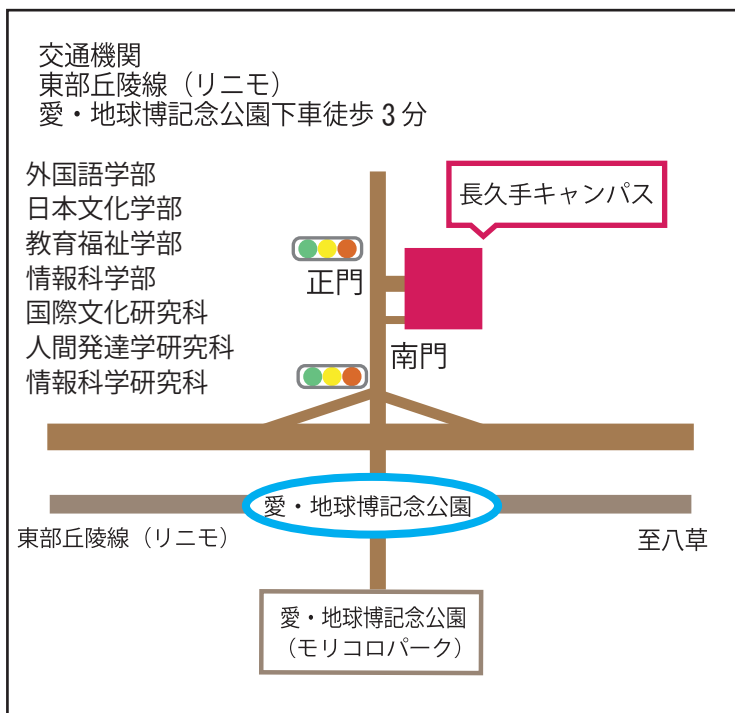 交通機関
東部丘陵線（リニモ）
愛・地球博記念公園下車徒歩 3 分
外国語学部
日本文化学部
教育福祉学部
情報科学部
国際文化研究科
人間発達学研究科
情報科学研究科
長久手キャンパス
正門
南門
愛・地球博記念公園
東部丘陵線（リニモ）
至八草
愛・地球博記念公園
（モリコロパーク）